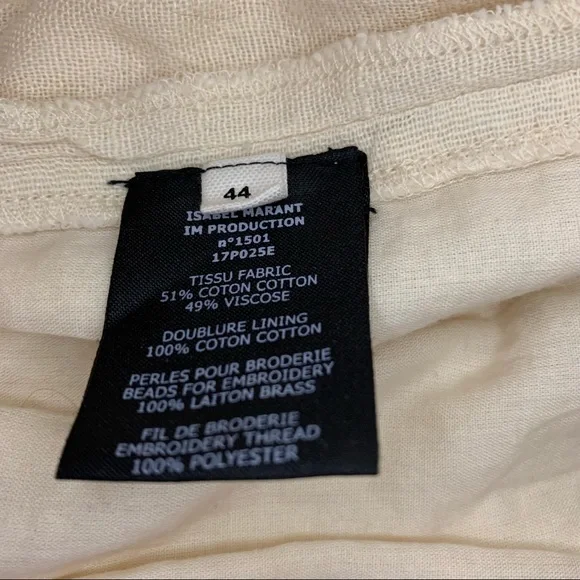 44
ISABEL MARANT
IM PRODUCTION
n°1501
17P025E
TISSU FABRIC
51% COTON COTTON
49% VISCOSE
DOUBLURE LINING
100% COTON COTTON
PERLES POUR BRODERIE
BEADS FOR EMBROIDERY
100% LAITON BRASS
FIL DE BRODERIE
EMBROIDERY THREAD
100% POLYESTER